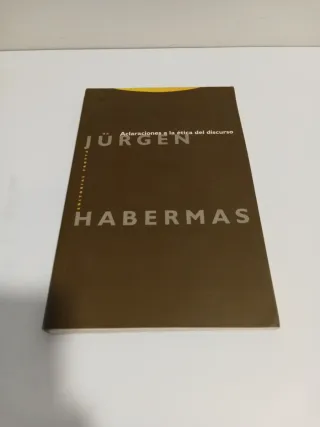 Aclaraciones a la ética del discurso
JÜRGEN
HABERMAS
EDITORIAL TROTTA